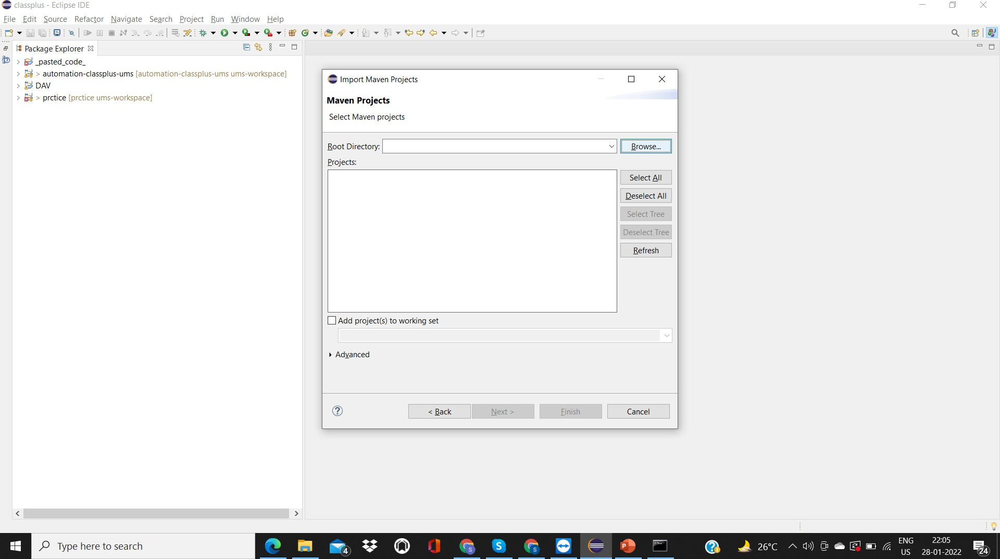 classplus - Eclipse IDE
File Edit Source Refactor Navigate Search Project Run Window Help
Package Explorer
_pasted_code_
> automation-classplus-ums [automation-classplus-ums ums-workspace]
DAV
> prctice [prctice ums-workspace]
Import Maven Projects
Maven Projects
Select Maven projects
Root Directory:
Browse...
Projects:
Select All
Deselect All
Select Tree
Deselect Tree
Refresh
Add project(s) to working set
Advanced
< Back
Next >
Finish
Cancel
Type here to search
4
26°C
ENG
US
22:05
28-01-2022
24